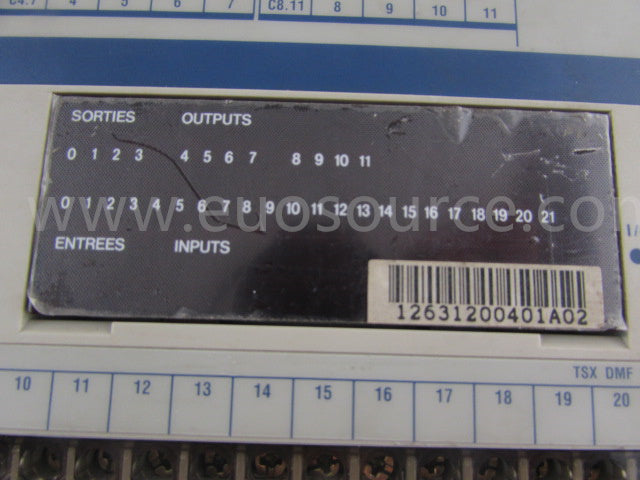 C4.7 4 5 6 7 C8.11 8 9 10 11
SORTIES OUTPUTS
0 1 2 3 4 5 6 7 8 9 10 11
0 1 2 3 4 5 6 7 8 9 10 11 12 13 14 15 16 17 18 19 20 21
www.euosource.com
ENTREES INPUTS
12631200401A02
TSX DMF
10 11 12 13 14 15 16 17 18 19 20